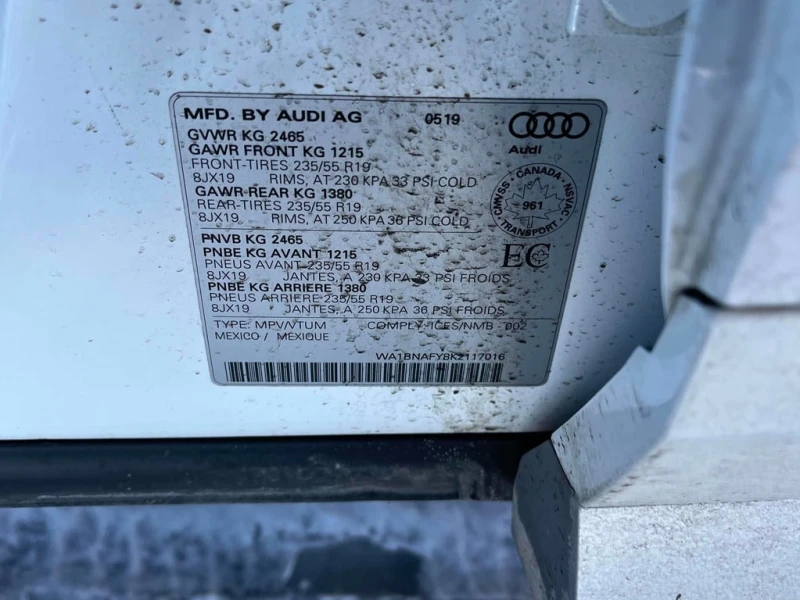 MFD. BY AUDI AG 0519
GVWR KG 2465
GAWR FRONT KG 1215
FRONT-TIRES 235/55 R19
8JX19 RIMS, AT 230 KPA 33 PSI COLD
GAWR REAR KG 1380
REAR-TIRES 235/55 R19
8JX19 RIMS, AT 250 KPA 36 PSI COLD
Audi
CANADA
CMVSS NSVAC
961
TRANSPORT
PNVB KG 2465
PNBE KG AVANT 1215
PNEUS AVANT 235/55 R19
8JX19 JANTES, A 230 KPA 33 PSI FROIDS
PNBE KG ARRIERE 1380
PNEUS ARRIERE 235/55 R19
8JX19 JANTES, A 250 KPA 36 PSI FROIDS
EC
TYPE: MPV/VTUM COMPLY-ICES/NMB 002
MEXICO / MEXIQUE
WA1BNAFY8K2117016